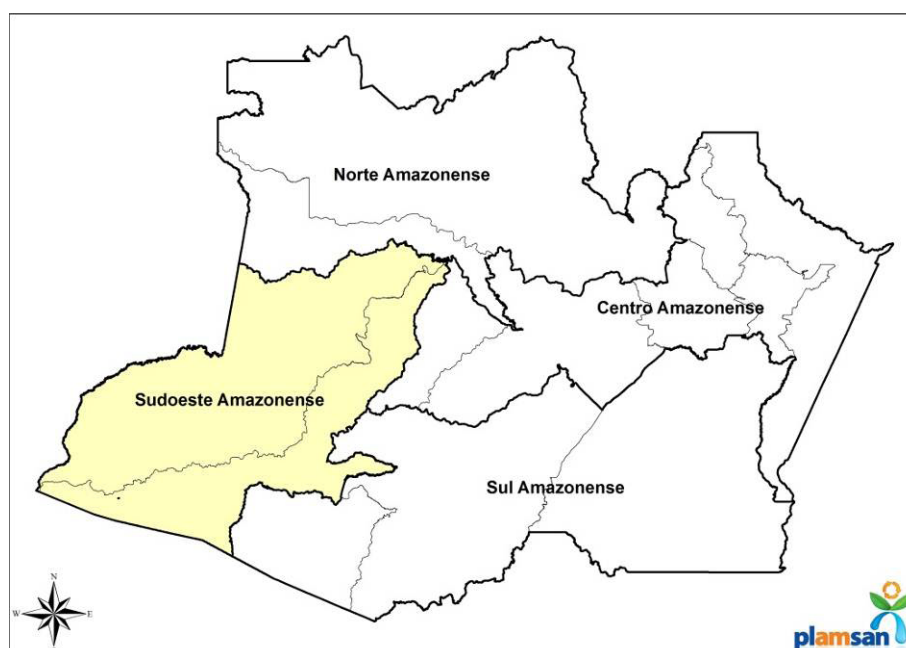 Norte Amazonense
Centro Amazonense
Sudoeste Amazonense
Sul Amazonense
N
W
E
S
plamsan